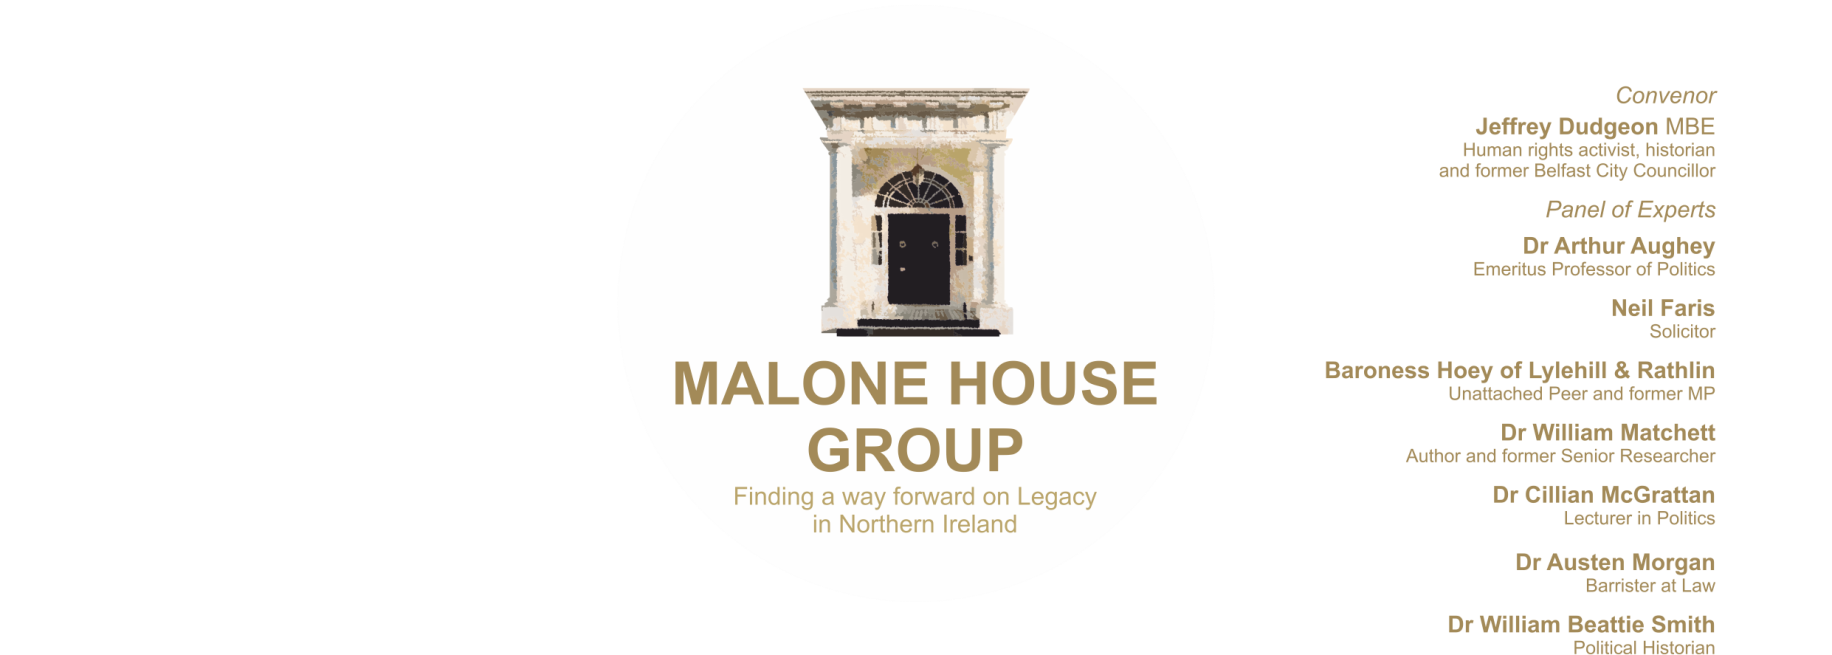 MALONE HOUSE
GROUP
Finding a way forward on Legacy
in Northern Ireland
Convenor
Jeffrey Dudgeon MBE
Human rights activist, historian
and former Belfast City Councillor
Panel of Experts
Dr Arthur Aughey
Emeritus Professor of Politics
Neil Faris
Solicitor
Baroness Hoey of Lylehill & Rathlin
Unattached Peer and former MP
Dr William Matchett
Author and former Senior Researcher
Dr Cillian McGrattan
Lecturer in Politics
Dr Austen Morgan
Barrister at Law
Dr William Beattie Smith
Political Historian